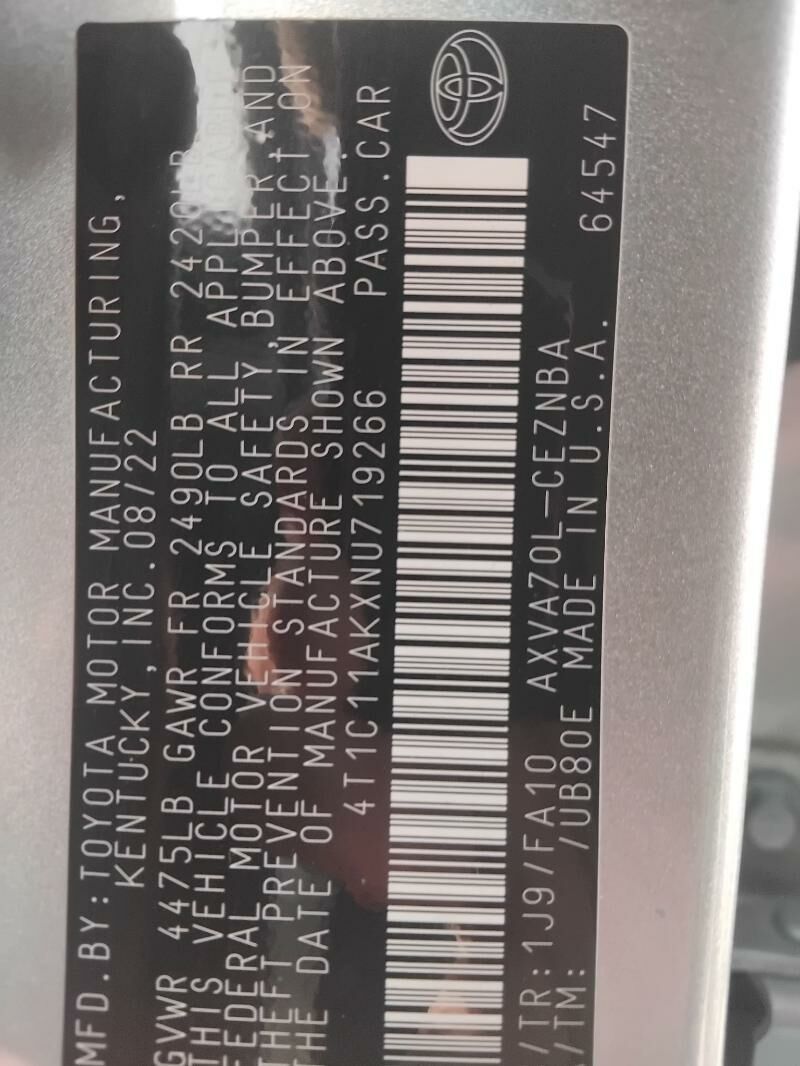 MFD.BY:TOYOTA MOTOR MANUFACTURING,
KENTUCKY,INC.08/22
GVWR 4475LB GAWR FR 2490LB RR 2420LB
THIS VEHICLE CONFORMS TO ALL APPLICABLE
FEDERAL MOTOR VEHICLE SAFETY,BUMPER,AND
THEFT PREVENTION STANDARDS IN EFFECT ON
THE DATE OF MANUFACTURE SHOWN ABOVE.
4T1C11AKXNU719266 PASS.CAR
/TR:1J9/FA10 AXVA70L-CEZNBA
/TM: /UB80E MADE IN U.S.A. 64547